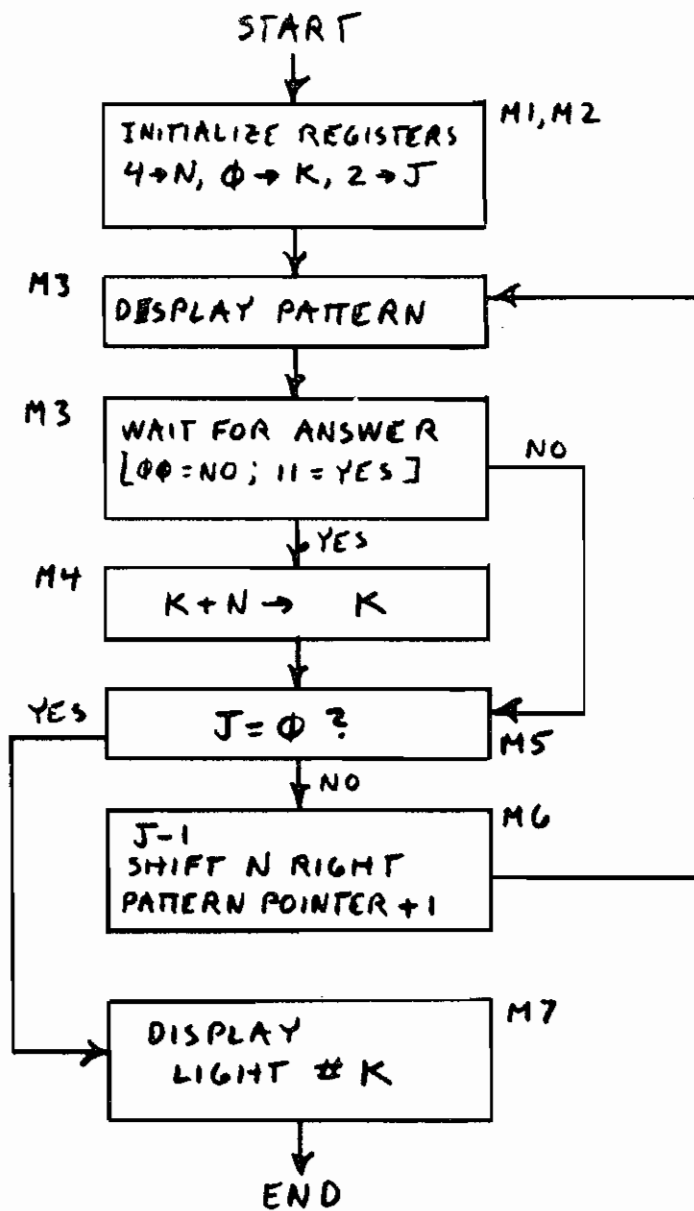 START
M1, M2
INITIALIZE REGISTERS
4→N, ϕ→K, 2→J
M3
DISPLAY PATTERN
M3
WAIT FOR ANSWER
[ϕϕ=NO; 11=YES]
NO
YES
M4
K+N→ K
YES
J=ϕ?
M5
NO
M6
J-1
SHIFT N RIGHT
PATTERN POINTER+1
M7
DISPLAY
LIGHT # K
END